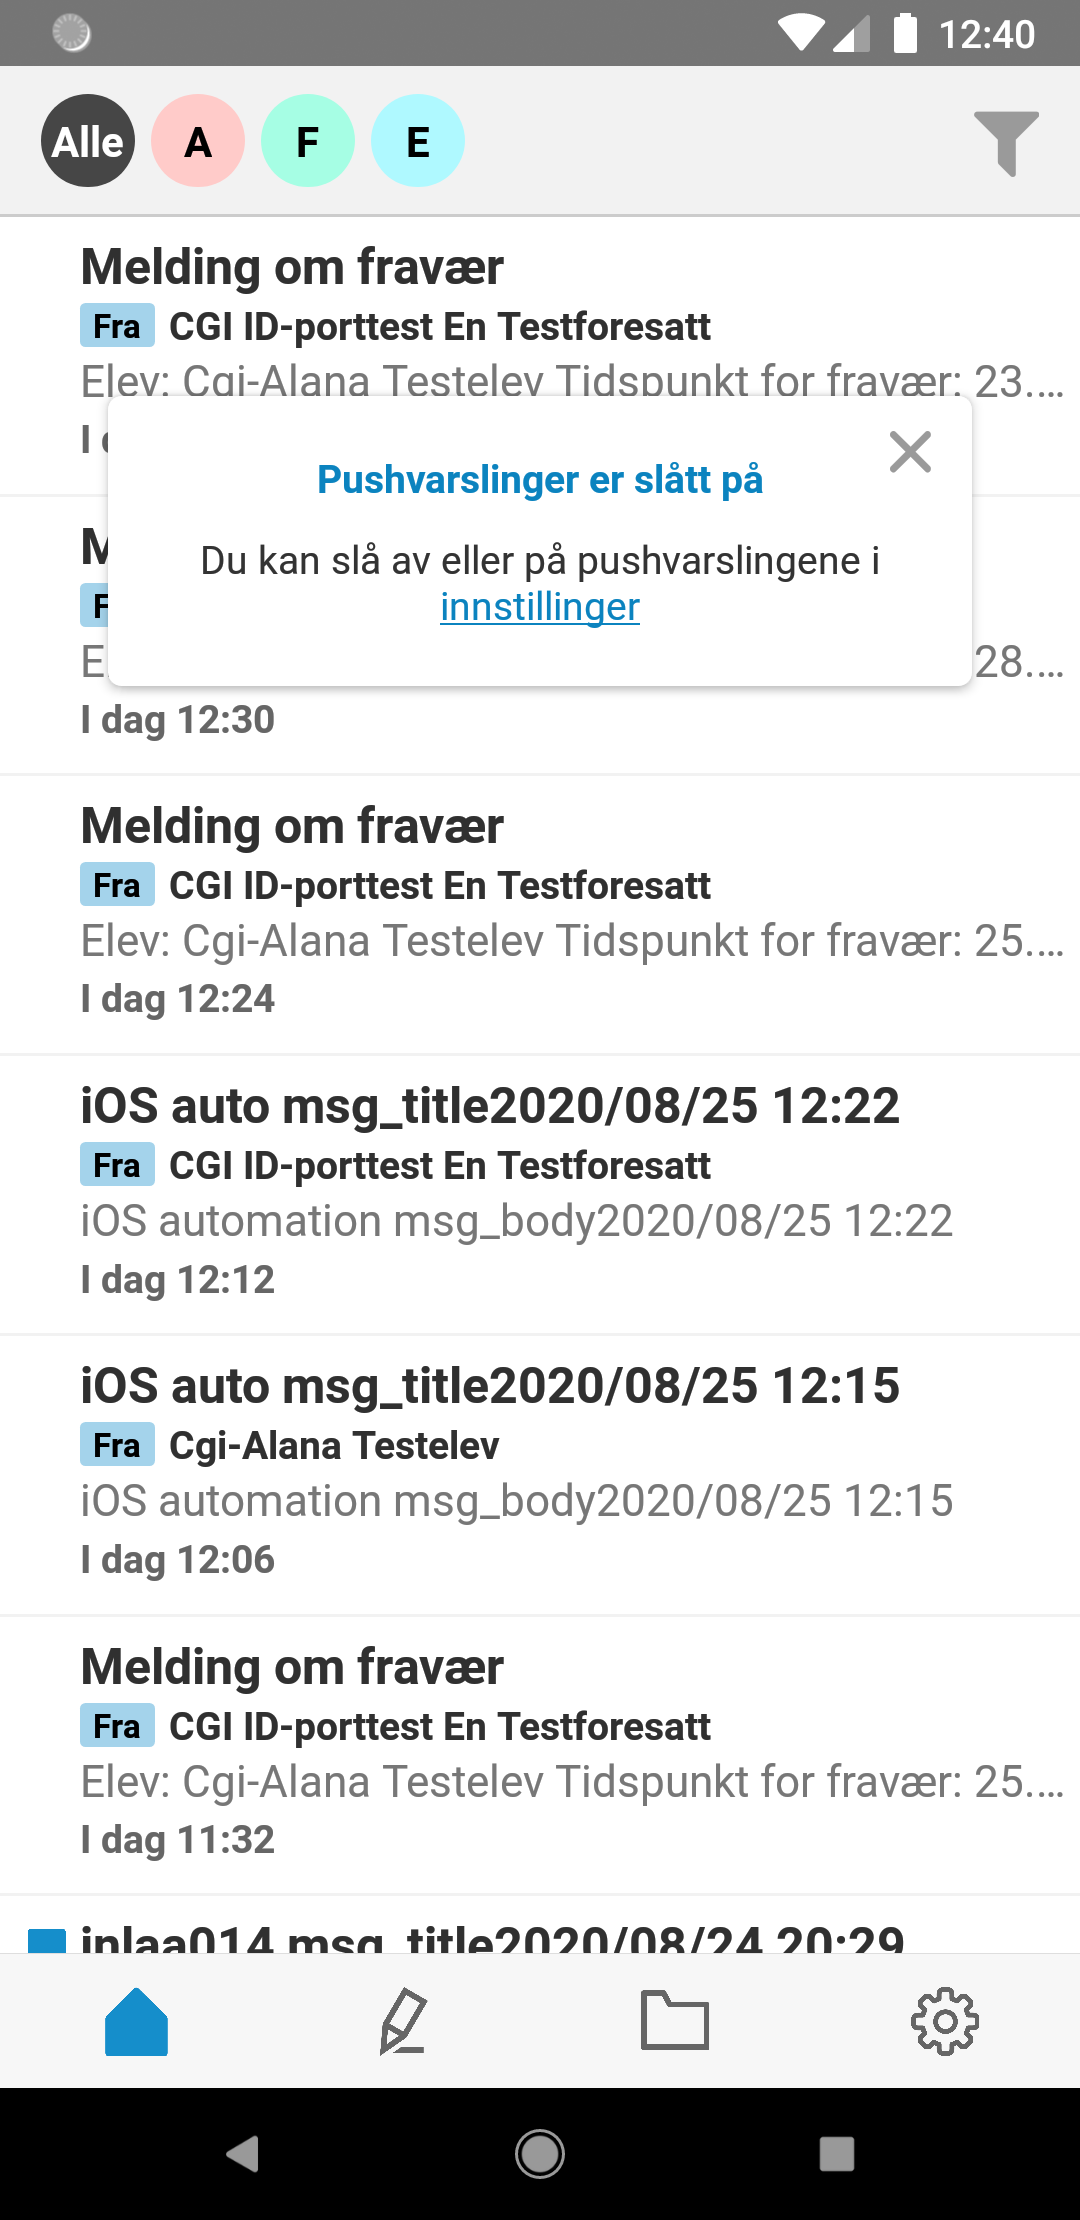 12:40
Alle A F E
Melding om fravær
Fra CGI ID-porttest En Testforesatt
Elev: Cgi-Alana Testelev Tidspunkt for fravær: 23....
I
Pushvarslinger er slått på
Du kan slå av eller på pushvarslingene i
innstillinger
28....
I dag 12:30
Melding om fravær
Fra CGI ID-porttest En Testforesatt
Elev: Cgi-Alana Testelev Tidspunkt for fravær: 25....
I dag 12:24
iOS auto msg_title2020/08/25 12:22
Fra CGI ID-porttest En Testforesatt
iOS automation msg_body2020/08/25 12:22
I dag 12:12
iOS auto msg_title2020/08/25 12:15
Fra Cgi-Alana Testelev
iOS automation msg_body2020/08/25 12:15
I dag 12:06
Melding om fravær
Fra CGI ID-porttest En Testforesatt
Elev: Cgi-Alana Testelev Tidspunkt for fravær: 25....
I dag 11:32
inlaa014 msg_title2020/08/24 20:29